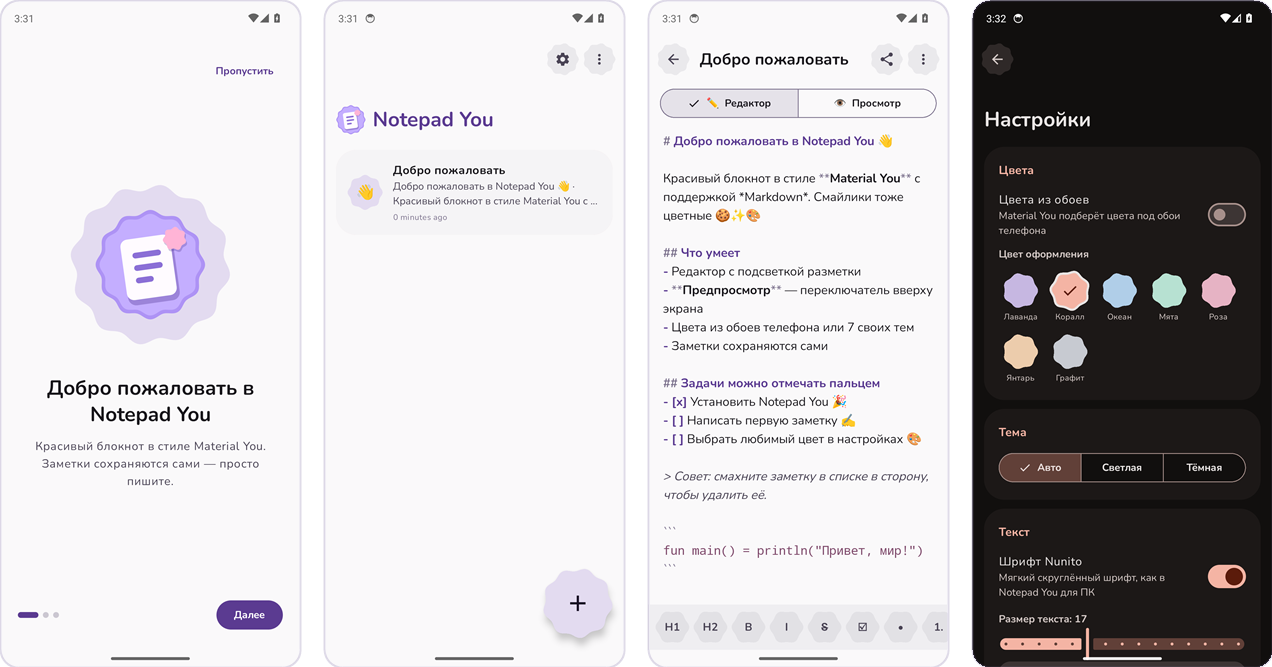 3:31
Пропустить
Добро пожаловать в
Notepad You
Красивый блокнот в стиле Material You.
Заметки сохраняются сами — просто
пишите.
Далее
3:31
Notepad You
Добро пожаловать
Добро пожаловать в Notepad You 👋 ·
Красивый блокнот в стиле Material You с ...
0 minutes ago
+
3:31
Добро пожаловать
✓ ✏️ Редактор
👁️ Просмотр
# Добро пожаловать в Notepad You 👋
Красивый блокнот в стиле **Material You** с
поддержкой *Markdown*. Смайлики тоже
цветные 🍪✨🎨
## Что умеет
- Редактор с подсветкой разметки
- **Предпросмотр** — переключатель вверху
экрана
- Цвета из обоев телефона или 7 своих тем
- Заметки сохраняются сами
## Задачи можно отмечать пальцем
- [x] Установить Notepad You 🎉
- [ ] Написать первую заметку ✍️
- [ ] Выбрать любимый цвет в настройках 🎨
> Совет: смахните заметку в списке в сторону,
чтобы удалить её.
```
fun main() = println("Привет, мир!")
```
H1 H2 B I S ☑ • 1.
3:32
Настройки
Цвета
Цвета из обоев
Material You подберёт цвета под обои
телефона
Цвет оформления
Лаванда Коралл Океан Мята Роза
Янтарь Графит
Тема
✓ Авто Светлая Тёмная
Текст
Шрифт Nunito
Мягкий скруглённый шрифт, как в
Notepad You для ПК
Размер текста: 17